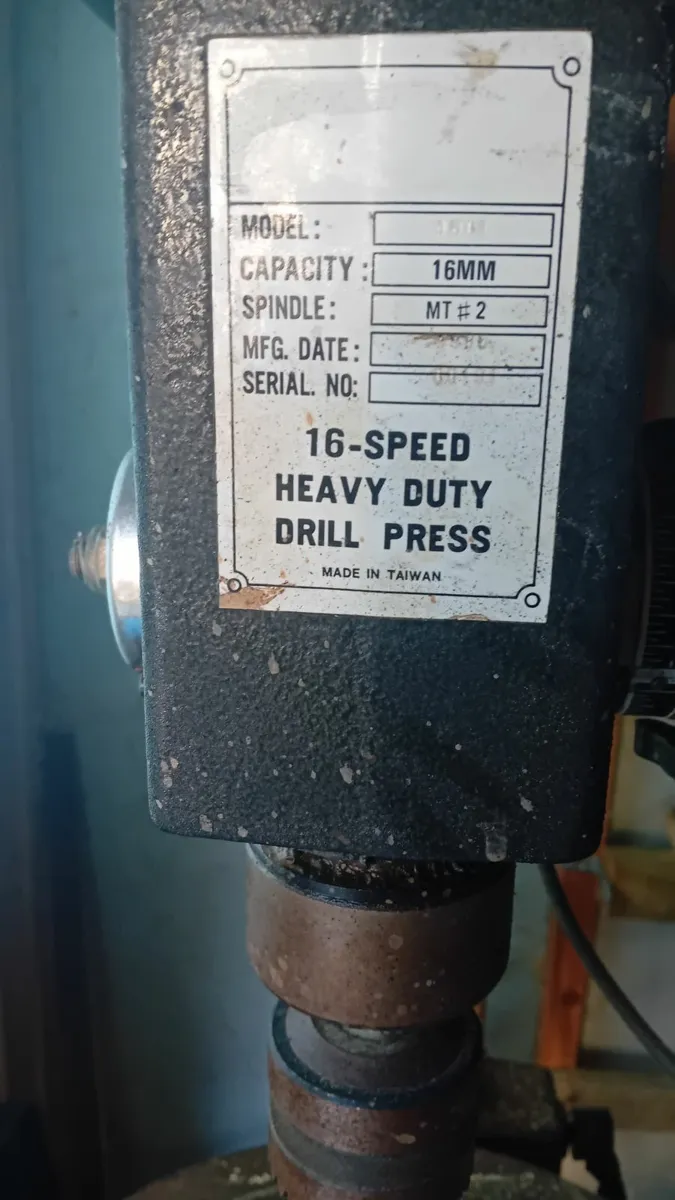 MODEL:
CAPACITY: 16MM
SPINDLE: MT#2
MFG. DATE:
SERIAL. NO:
16-SPEED
HEAVY DUTY
DRILL PRESS
MADE IN TAIWAN